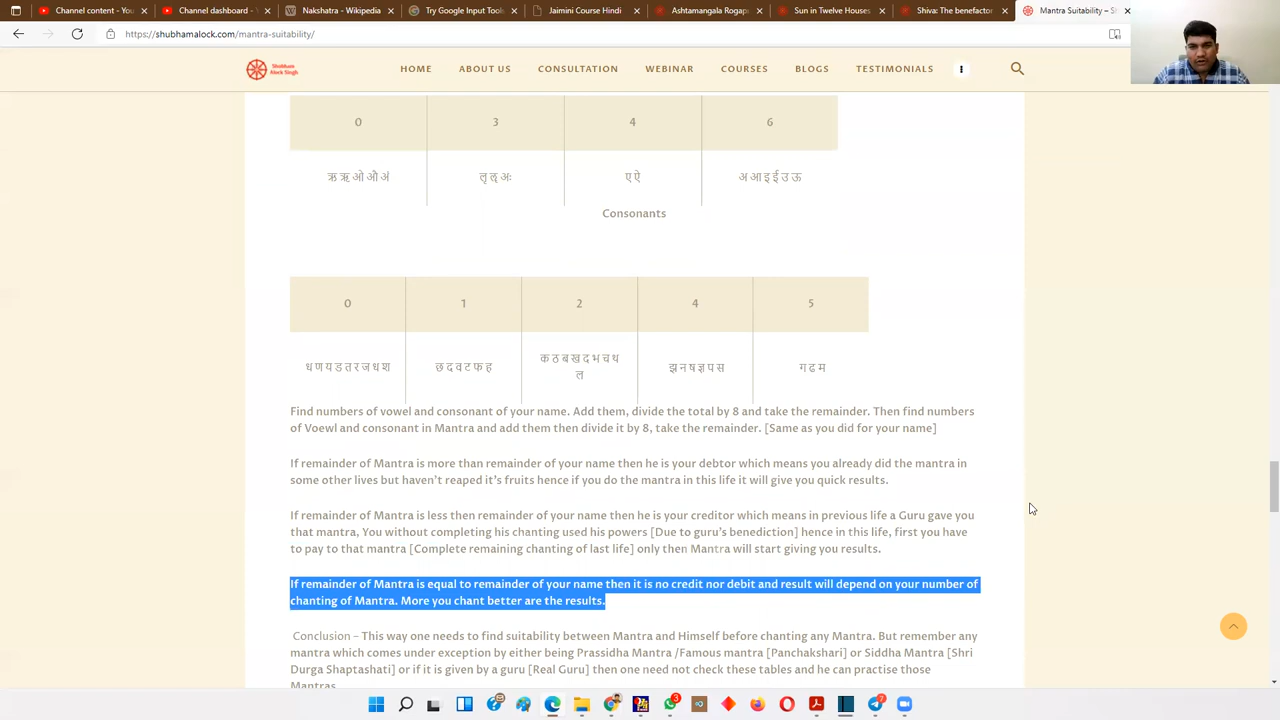 Channel content - You
Channel dashboard -
Nakshatra - Wikipedia
Try Google Input Tool
Jaimini Course Hindi
Ashtamangala Rogap
Sun in Twelve Houses
Shiva: The benefactor
Mantra Suitability – Sh
https://shubhamalock.com/mantra-suitability/
Shubham
Alock Singh
HOME ABOUT US CONSULTATION WEBINAR COURSES BLOGS TESTIMONIALS
0 3 4 6
ऋ ऋ ओ औ अं लृ लॄ अः ए ऐ अ आ इ ई उ ऊ
Consonants
0 1 2 4 5
ध ण य ड त र ज ध श छ द व ट फ ह क ठ ब ख द भ च थ झ न ष ज्ञ प स ग ढ म
ल
Find numbers of vowel and consonant of your name. Add them, divide the total by 8 and take the remainder. Then find numbers
of Voewl and consonant in Mantra and add them then divide it by 8, take the remainder. [Same as you did for your name]
If remainder of Mantra is more than remainder of your name then he is your debtor which means you already did the mantra in
some other lives but haven't reaped it's fruits hence if you do the mantra in this life it will give you quick results.
If remainder of Mantra is less then remainder of your name then he is your creditor which means in previous life a Guru gave you
that mantra, You without completing his chanting used his powers [Due to guru's benediction] hence in this life, first you have
to pay to that mantra [Complete remaining chanting of last life] only then Mantra will start giving you results.
If remainder of Mantra is equal to remainder of your name then it is no credit nor debit and result will depend on your number of
chanting of Mantra. More you chant better are the results.
Conclusion – This way one needs to find suitability between Mantra and Himself before chanting any Mantra. But remember any
mantra which comes under exception by either being Prassidha Mantra /Famous mantra [Panchakshari] or Siddha Mantra [Shri
Durga Shaptashati] or if it is given by a guru [Real Guru] then one need not check these tables and he can practise those
Mantras
3
2